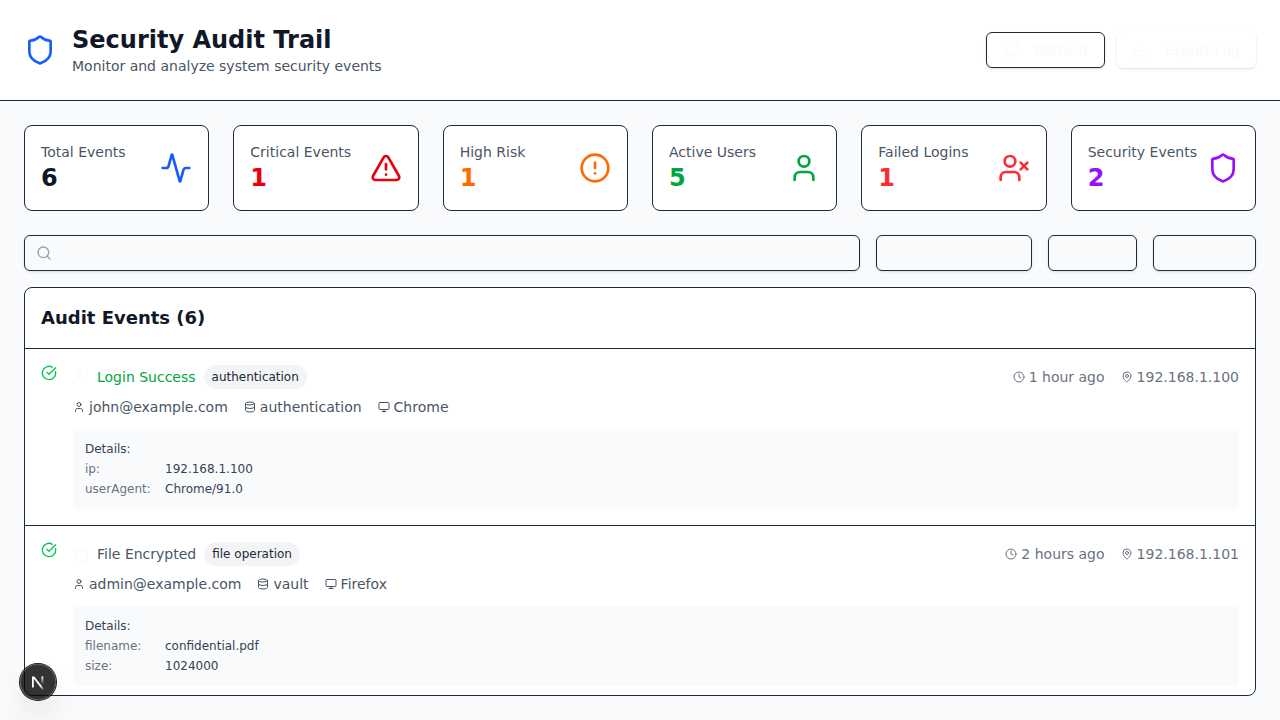 Security Audit Trail
Monitor and analyze system security events
Total Events
6
Critical Events
1
High Risk
1
Active Users
5
Failed Logins
1
Security Events
2
Audit Events (6)
Login Success authentication 1 hour ago 192.168.1.100
john@example.com authentication Chrome
Details:
ip: 192.168.1.100
userAgent: Chrome/91.0
File Encrypted file operation 2 hours ago 192.168.1.101
admin@example.com vault Firefox
Details:
filename: confidential.pdf
size: 1024000
N